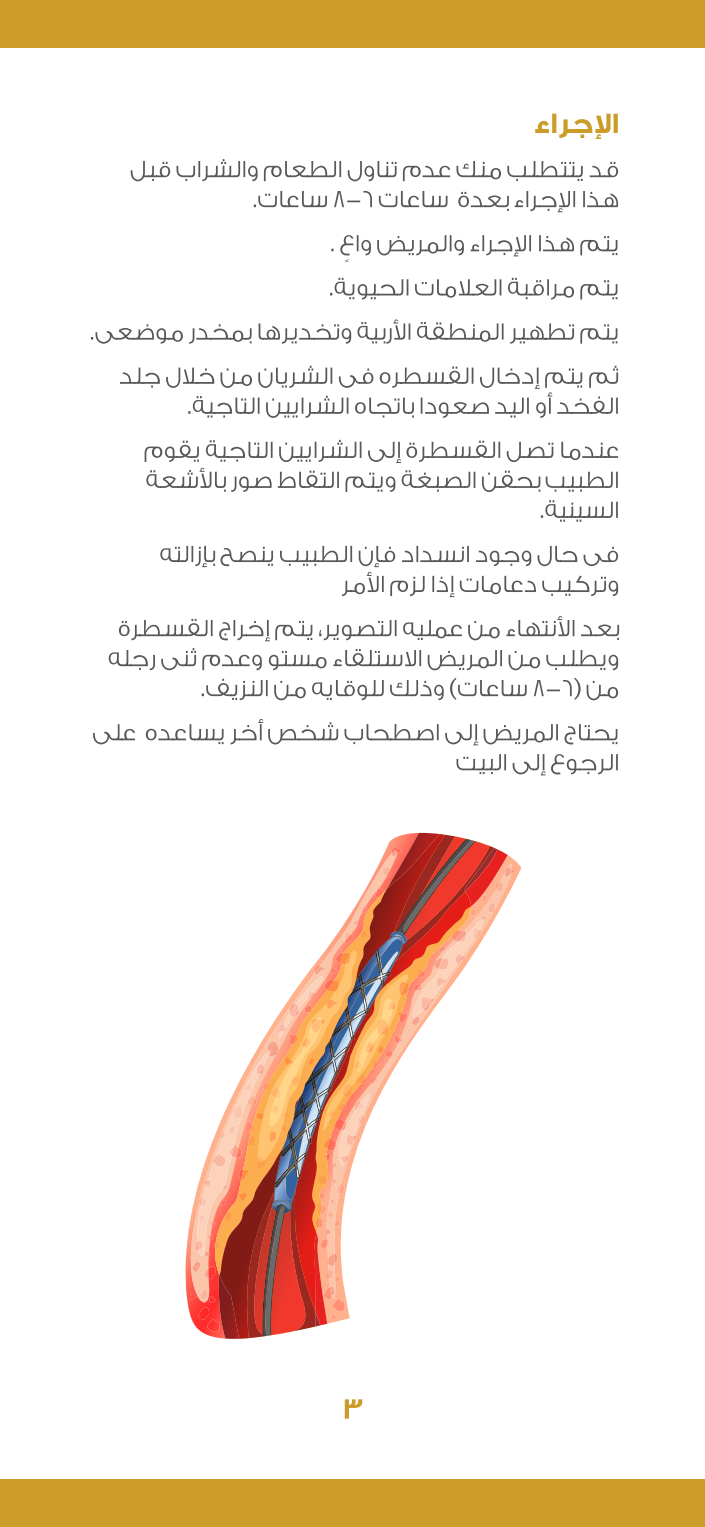 الإجراء
قد يتتطلب منك عدم تناول الطعام والشراب قبل
هذا الإجراء بعدة ساعات ٦-٨ ساعات.
يتم هذا الإجراء والمريض واعٍ .
يتم مراقبة العلامات الحيوية.
يتم تطهير المنطقة الأربية وتخديرها بمخدر موضعى.
ثم يتم إدخال القسطره فى الشريان من خلال جلد
الفخد أو اليد صعودا باتجاه الشرايين التاجية.
عندما تصل القسطرة إلى الشرايين التاجية يقوم
الطبيب بحقن الصبغة ويتم التقاط صور بالأشعة
السينية.
فى حال وجود انسداد فإن الطبيب ينصح بإزالته
وتركيب دعامات إذا لزم الأمر
بعد الأنتهاء من عمليه التصوير، يتم إخراج القسطرة
ويطلب من المريض الاستلقاء مستو وعدم ثنى رجله
من (٦-٨ ساعات) وذلك للوقايه من النزيف.
يحتاج المريض إلى اصطحاب شخص أخر يساعده على
الرجوع إلى البيت
٣